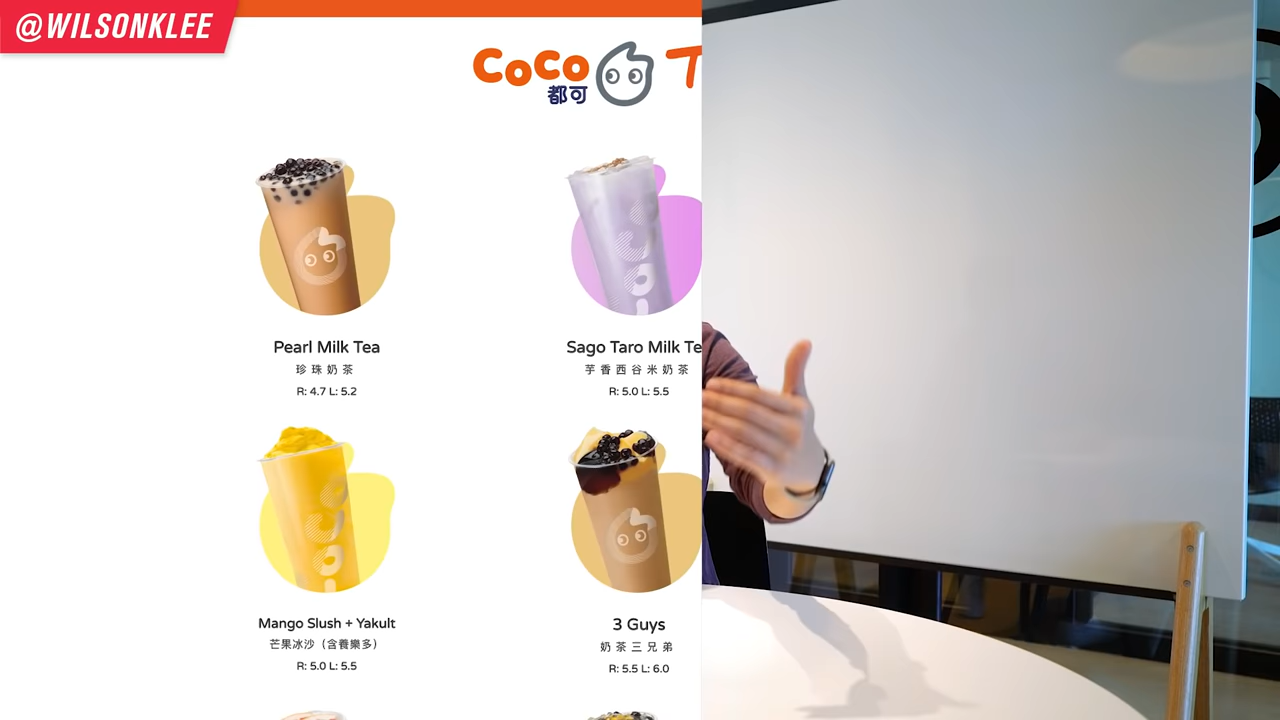 @WILSONKLEE
CoCo T
都可
Pearl Milk Tea
珍珠奶茶
R: 4.7 L: 5.2
Sago Taro Milk Te
芋香西谷米奶茶
R: 5.0 L: 5.5
Mango Slush + Yakult
芒果冰沙（含養樂多）
R: 5.0 L: 5.5
3 Guys
奶茶三兄弟
R: 5.5 L: 6.0